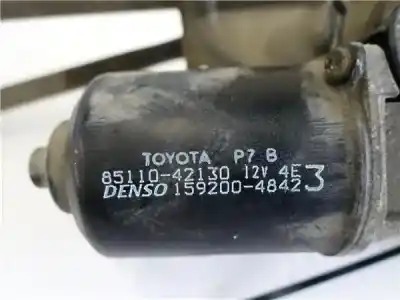 TOYOTA P7 B
85110-42130 12V 4E
DENSO 159200-4842 3